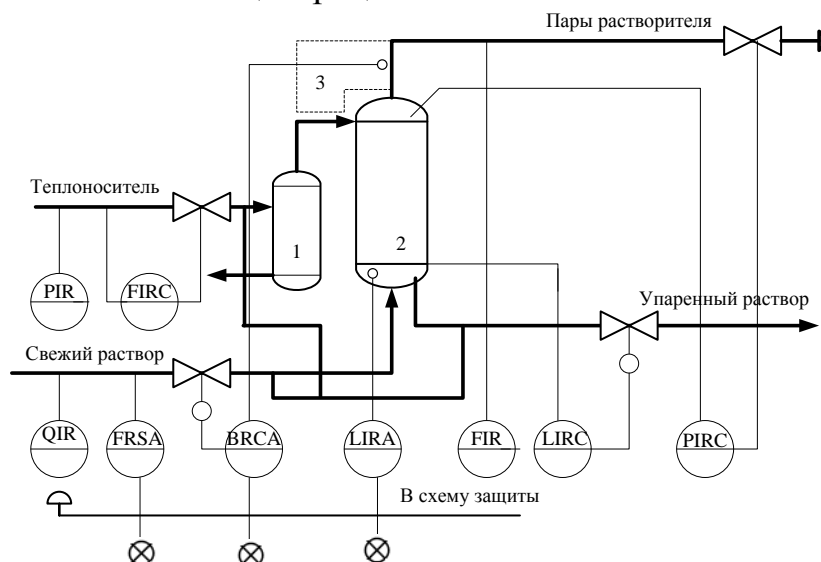 Пары растворителя
3
Теплоноситель
1
2
PIR
FIRC
Упаренный раствор
Свежий раствор
QIR
FRSA
BRCA
LIRA
FIR
LIRC
PIRC
В схему защиты